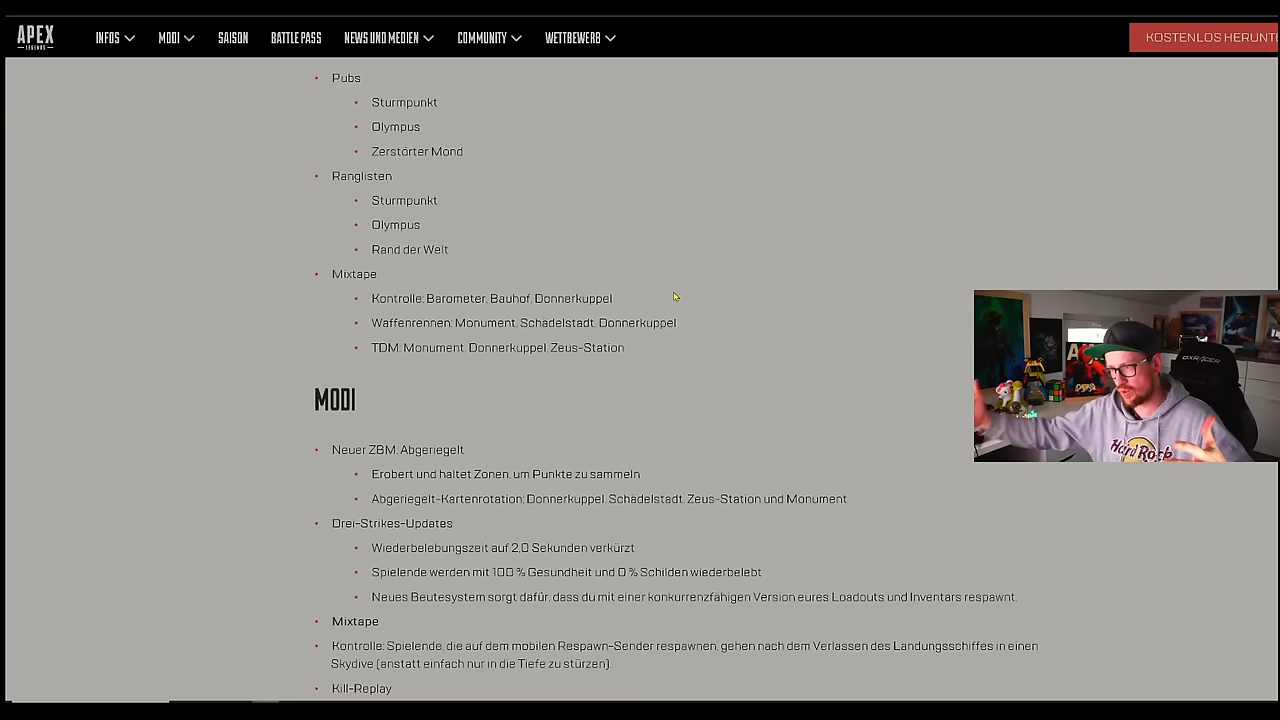 APEX
LEGENDS
INFOS
MODI
SAISON
BATTLE PASS
NEWS UND MEDIEN
COMMUNITY
WETTBEWERB
KOSTENLOS HERUNT
Pubs
Sturmpunkt
Olympus
Zerstörter Mond
Ranglisten
Sturmpunkt
Olympus
Rand der Welt
Mixtape
Kontrolle: Barometer, Bauhof, Donnerkuppel
Waffenrennen: Monument, Schädelstadt, Donnerkuppel
TDM: Monument, Donnerkuppel, Zeus-Station
MODI
Neuer ZBM: Abgeriegelt
Erobert und haltet Zonen, um Punkte zu sammeln
Abgeriegelt-Kartenrotation: Donnerkuppel, Schädelstadt, Zeus-Station und Monument
Drei-Strikes-Updates
Wiederbelebungszeit auf 2,0 Sekunden verkürzt
Spielende werden mit 100 % Gesundheit und 0 % Schilden wiederbelebt
Neues Beutesystem sorgt dafür, dass du mit einer konkurrenzfähigen Version eures Loadouts und Inventars respawnt.
Mixtape
Kontrolle: Spielende, die auf dem mobilen Respawn-Sender respawnen, gehen nach dem Verlassen des Landungsschiffes in einen
Skydive (anstatt einfach nur in die Tiefe zu stürzen).
Kill-Replay
DXRACER
Hard Rock